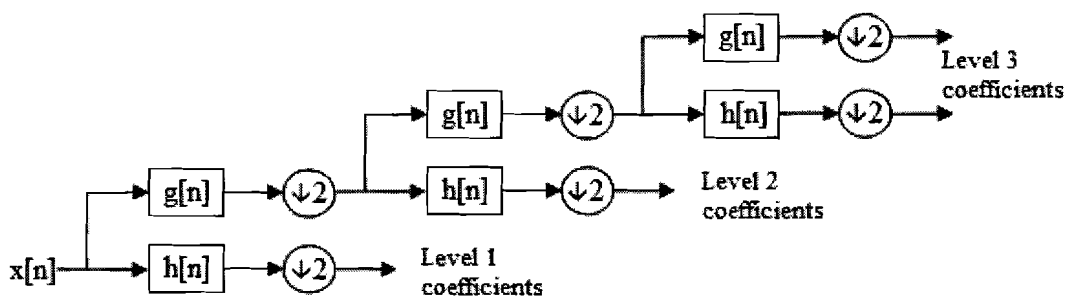 g[n] ↓2
Level 3
coefficients
g[n] ↓2 h[n] ↓2
g[n] ↓2 h[n] ↓2
Level 2
coefficients
x[n] h[n] ↓2
Level 1
coefficients